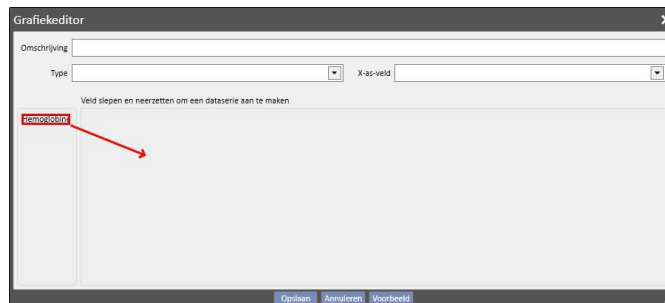 Grafiekeditor
Omschrijving
Type X-as-veld
Veld slepen en neerzetten om een dataserie aan te maken
Hemoglobine
Opslaan Annuleren Voorbeeld